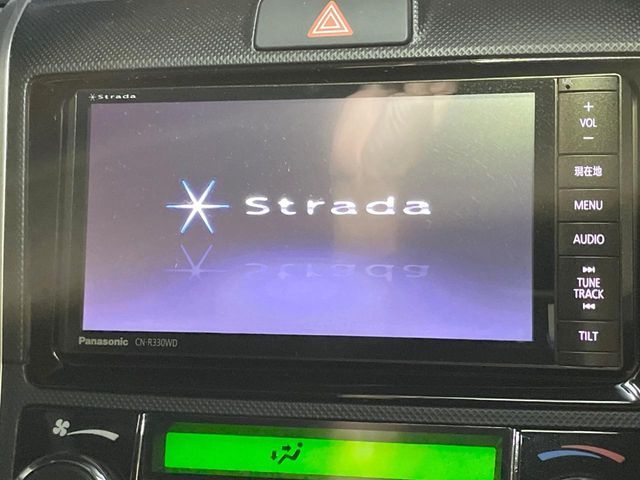 Strada
Strada
+
VOL
−
現在地
MENU
AUDIO
TUNE
TRACK
TILT
Panasonic CN-R330WD